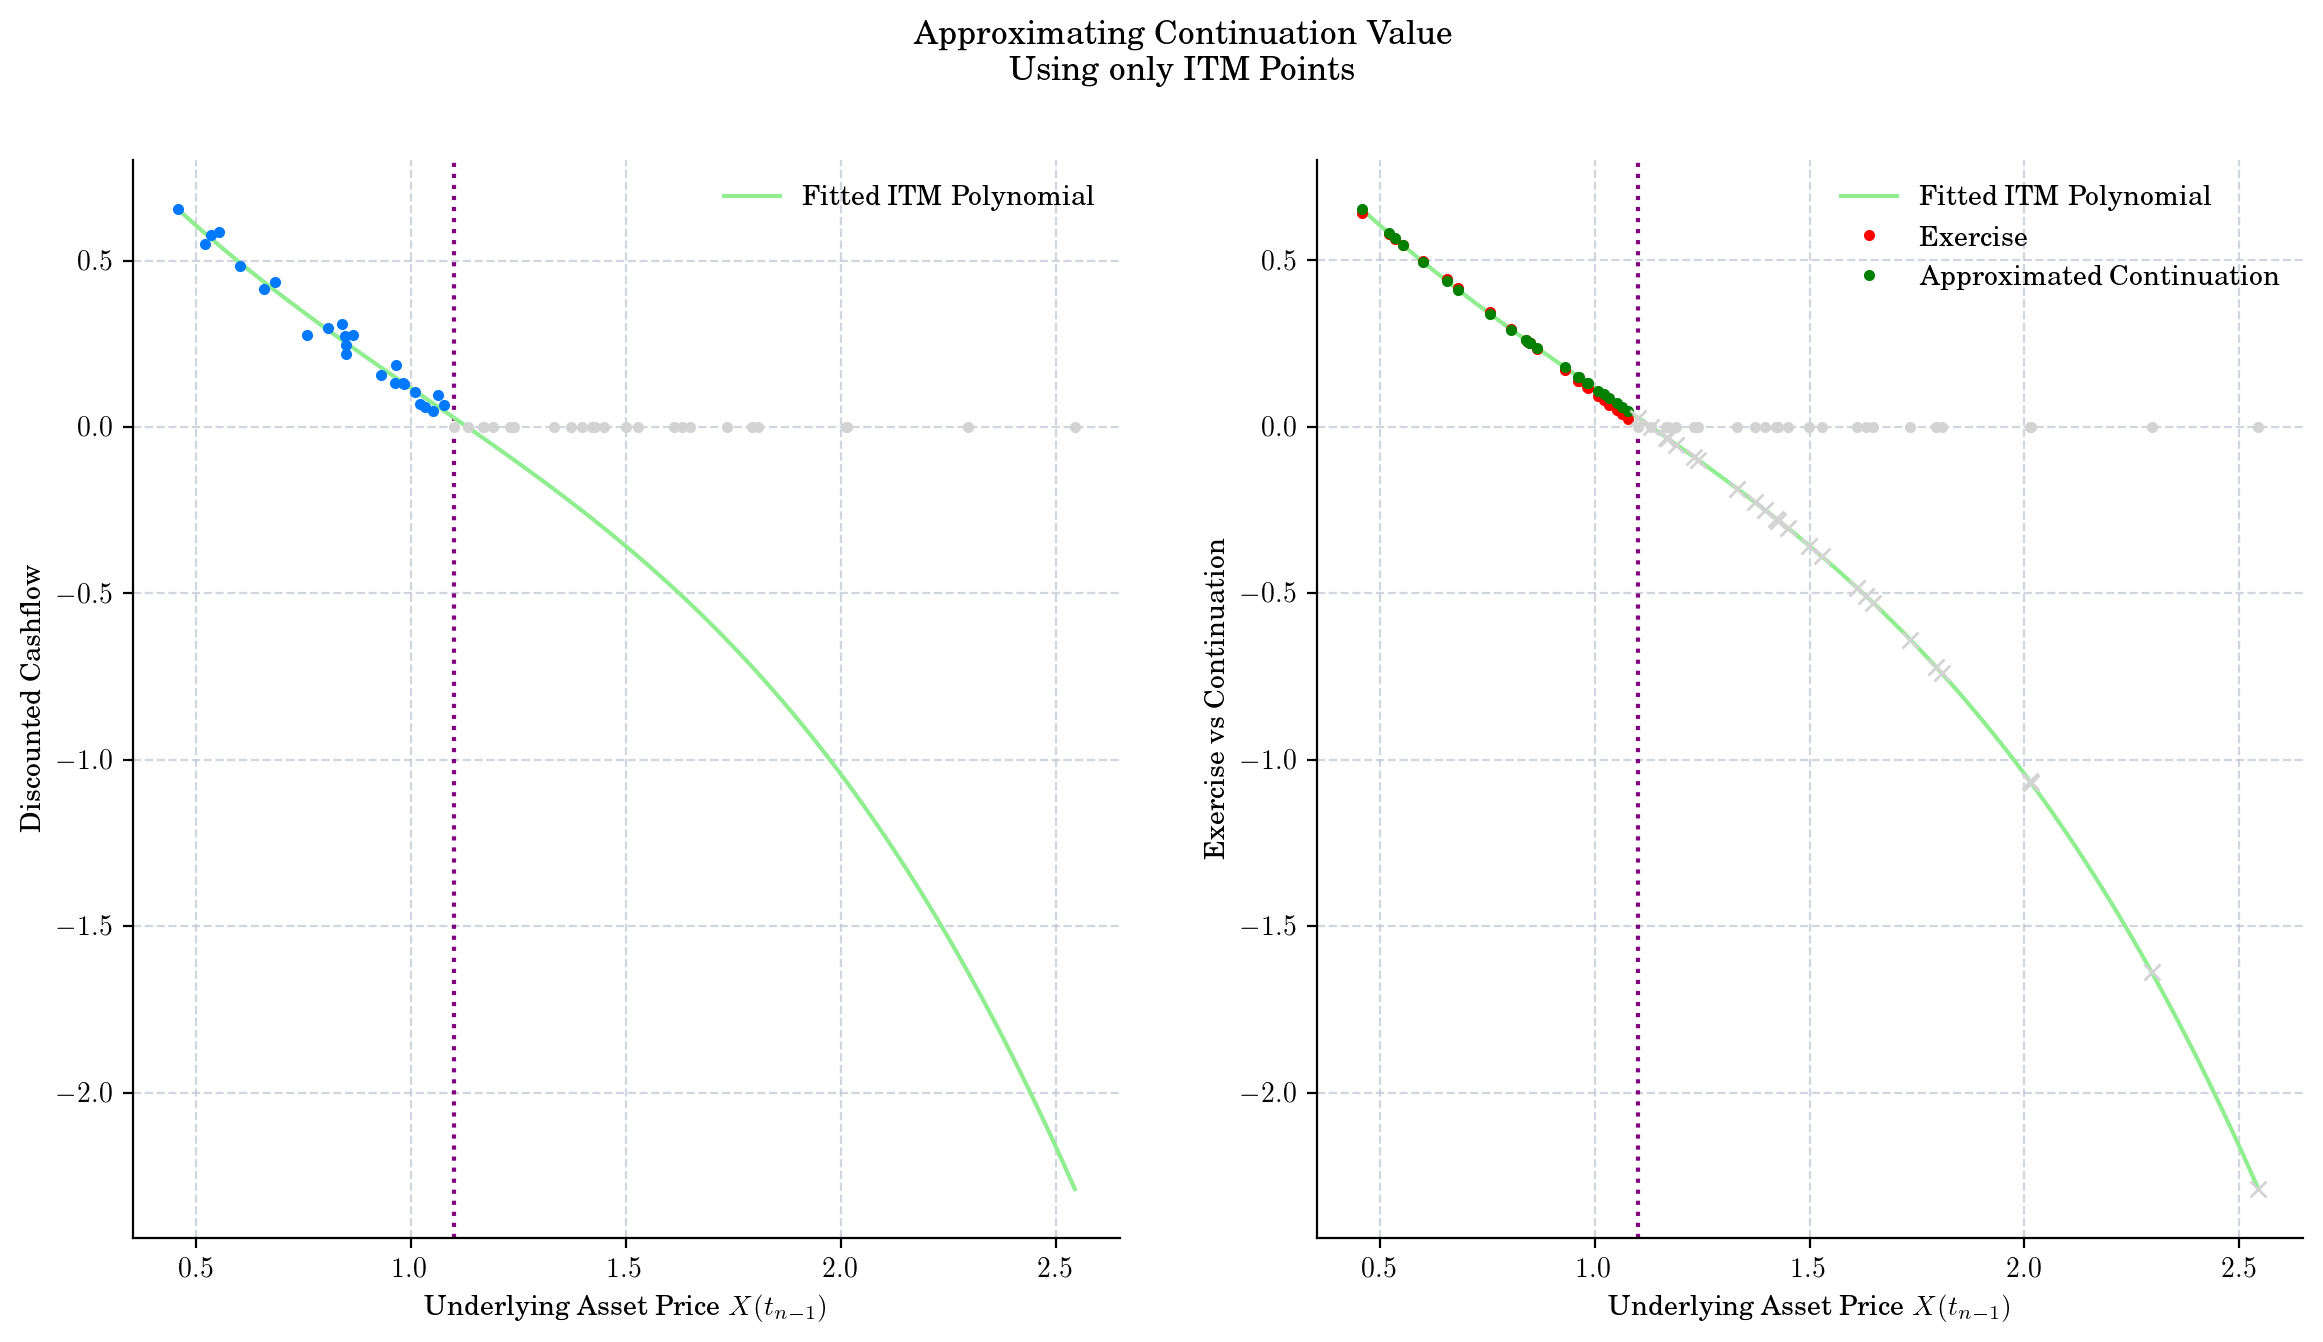 Approximating Continuation Value
Using only ITM Points
Fitted ITM Polynomial
0.5
0.0
−0.5
−1.0
−1.5
−2.0
Discounted Cashflow
0.5
1.0
1.5
2.0
2.5
Underlying Asset Price X(tₙ₋₁)
Fitted ITM Polynomial
Exercise
Approximated Continuation
0.5
0.0
−0.5
−1.0
−1.5
−2.0
Exercise vs Continuation
0.5
1.0
1.5
2.0
2.5
Underlying Asset Price X(tₙ₋₁)